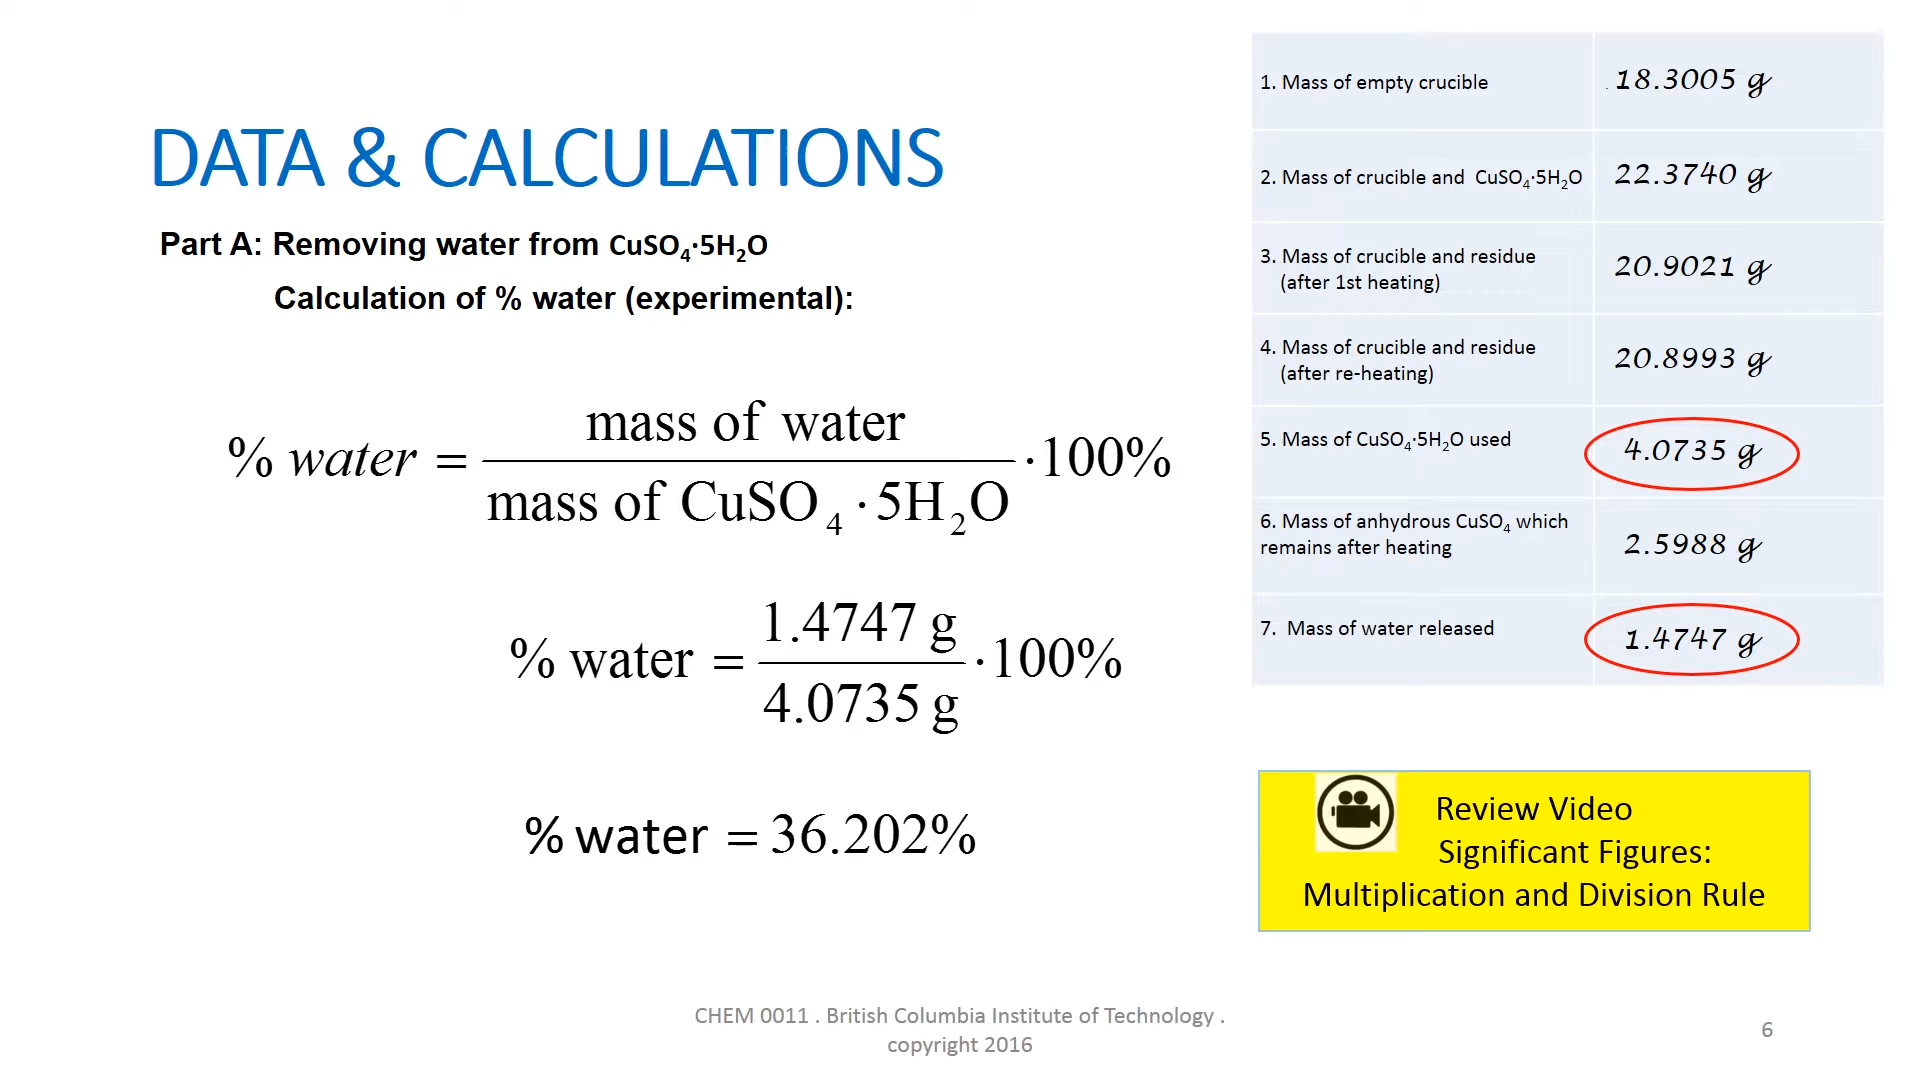 DATA & CALCULATIONS
Part A: Removing water from CuSO₄·5H₂O
Calculation of % water (experimental):
% water = mass of water / mass of CuSO₄ · 5H₂O · 100%
% water = 1.4747 g / 4.0735 g · 100%
% water = 36.202%
1. Mass of empty crucible 18.3005 g
2. Mass of crucible and CuSO₄·5H₂O 22.3740 g
3. Mass of crucible and residue
(after 1st heating) 20.9021 g
4. Mass of crucible and residue
(after re-heating) 20.8993 g
5. Mass of CuSO₄·5H₂O used 4.0735 g
6. Mass of anhydrous CuSO₄ which
remains after heating 2.5988 g
7. Mass of water released 1.4747 g
Review Video
Significant Figures:
Multiplication and Division Rule
CHEM 0011 . British Columbia Institute of Technology .
copyright 2016
6